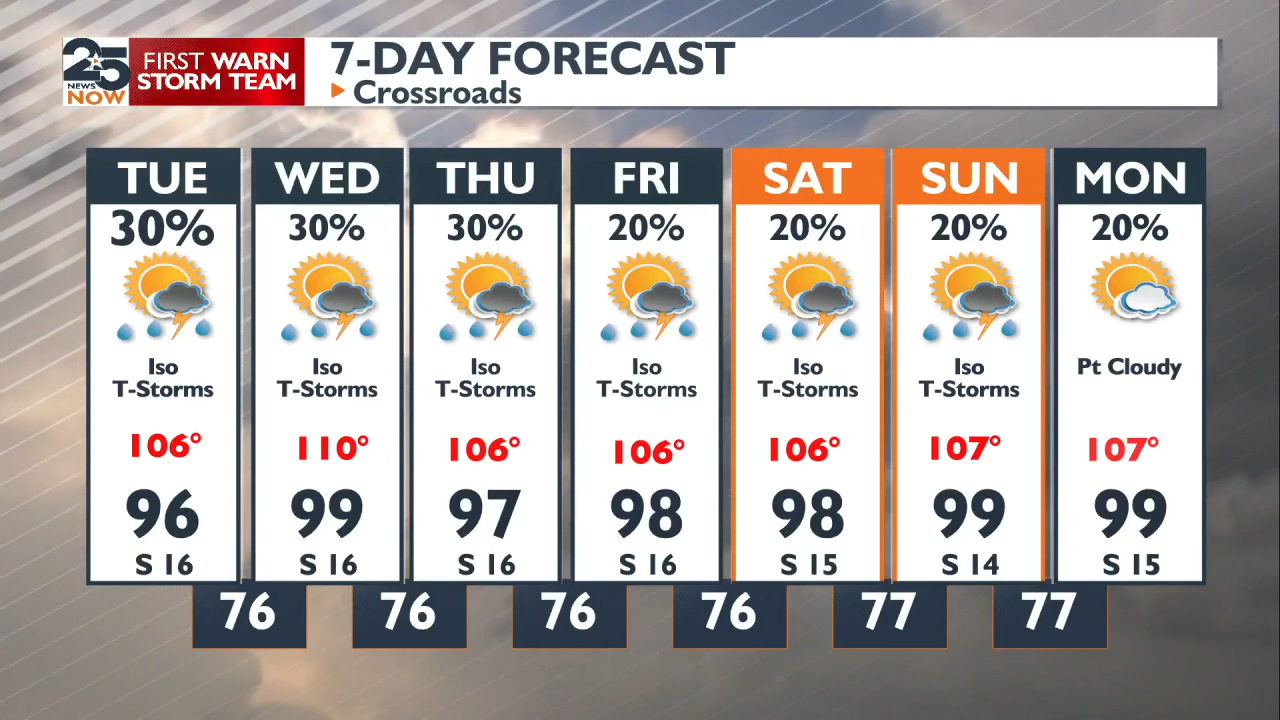 25
NEWS
NOW
FIRST WARN
STORM TEAM
7-DAY FORECAST
Crossroads
TUE
30%
Iso
T-Storms
106°
96
S 16
WED
30%
Iso
T-Storms
110°
99
S 16
THU
30%
Iso
T-Storms
106°
97
S 16
FRI
20%
Iso
T-Storms
106°
98
S 16
SAT
20%
Iso
T-Storms
106°
98
S 15
SUN
20%
Iso
T-Storms
107°
99
S 14
MON
20%
Pt Cloudy
107°
99
S 15
76
76
76
76
77
77